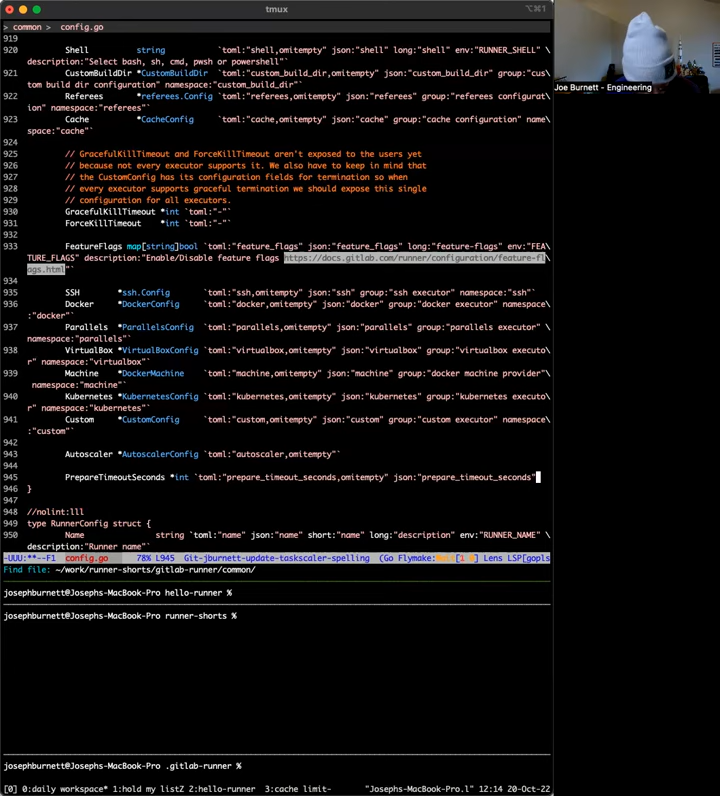 tmux
⌥⌘1
> common >  config.go
919
920        Shell          string         `toml:"shell,omitempty" json:"shell" long:"shell" env:"RUNNER_SHELL" \
description:"Select bash, sh, cmd, pwsh or powershell"`
921        CustomBuildDir *CustomBuildDir   `toml:"custom_build_dir,omitempty" json:"custom_build_dir" group:"cus\
tom build dir configuration" namespace:"custom_build_dir"`
922        Referees       *referees.Config `toml:"referees,omitempty" json:"referees" group:"referees configurat\
ion" namespace:"referees"`
923        Cache          *CacheConfig     `toml:"cache,omitempty" json:"cache" group:"cache configuration" name\
space:"cache"`
924
925        // GracefulKillTimeout and ForceKillTimeout aren't exposed to the users yet
926        // because not every executor supports it. We also have to keep in mind that
927        // the CustomConfig has its configuration fields for termination so when
928        // every executor supports graceful termination we should expose this single
929        // configuration for all executors.
930        GracefulKillTimeout *int `toml:"-"`
931        ForceKillTimeout    *int `toml:"-"`
932
933        FeatureFlags map[string]bool `toml:"feature_flags" json:"feature_flags" long:"feature-flags" env:"FEA\
TURE_FLAGS" description:"Enable/Disable feature flags https://docs.gitlab.com/runner/configuration/feature-fl\
ags.html"`
934
935        SSH        *ssh.Config       `toml:"ssh,omitempty" json:"ssh" group:"ssh executor" namespace:"ssh"`
936        Docker     *DockerConfig     `toml:"docker,omitempty" json:"docker" group:"docker executor" namespace\
:"docker"`
937        Parallels  *ParallelsConfig  `toml:"parallels,omitempty" json:"parallels" group:"parallels executor" \
namespace:"parallels"`
938        VirtualBox *VirtualBoxConfig `toml:"virtualbox,omitempty" json:"virtualbox" group:"virtualbox executo\
r" namespace:"virtualbox"`
939        Machine    *DockerMachine    `toml:"machine,omitempty" json:"machine" group:"docker machine provider"\
 namespace:"machine"`
940        Kubernetes *KubernetesConfig `toml:"kubernetes,omitempty" json:"kubernetes" group:"kubernetes executo\
r" namespace:"kubernetes"`
941        Custom     *CustomConfig     `toml:"custom,omitempty" json:"custom" group:"custom executor" namespace\
:"custom"`
942
943        Autoscaler *AutoscalerConfig `toml:"autoscaler,omitempty"`
944
945        PrepareTimeoutSeconds *int `toml:"prepare_timeout_seconds,omitempty" json:"prepare_timeout_seconds"
946 }
947
948 //nolint:lll
949 type RunnerConfig struct {
950        Name               string `toml:"name" json:"name" short:"name" long:"description" env:"RUNNER_NAME" \
description:"Runner name"`
-UUU:**--F1  config.go      78% L945  Git-jburnett-update-taskscaler-spelling  (Go Flymake: Lens LSP[gopls
Find file: ~/work/runner-shorts/gitlab-runner/common/
josephburnett@Josephs-MacBook-Pro hello-runner %
josephburnett@Josephs-MacBook-Pro runner-shorts %
josephburnett@Josephs-MacBook-Pro .gitlab-runner %
[0] 0:daily workspace* 1:hold my listZ 2:hello-runner  3:cache limit-      "Josephs-MacBook-Pro.l" 12:14 20-Oct-22
Joe Burnett - Engineering